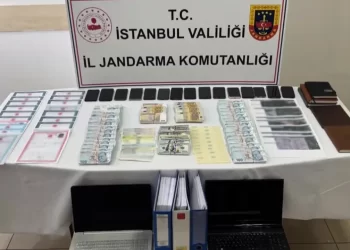 T.C.
İSTANBUL VALİLİĞİ
İL JANDARMA KOMUTANLIĞI